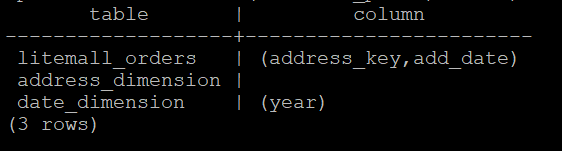 table | column
-------------------+-------------------------
litemall_orders | (address_key,add_date)
address_dimension |
date_dimension | (year)
(3 rows)